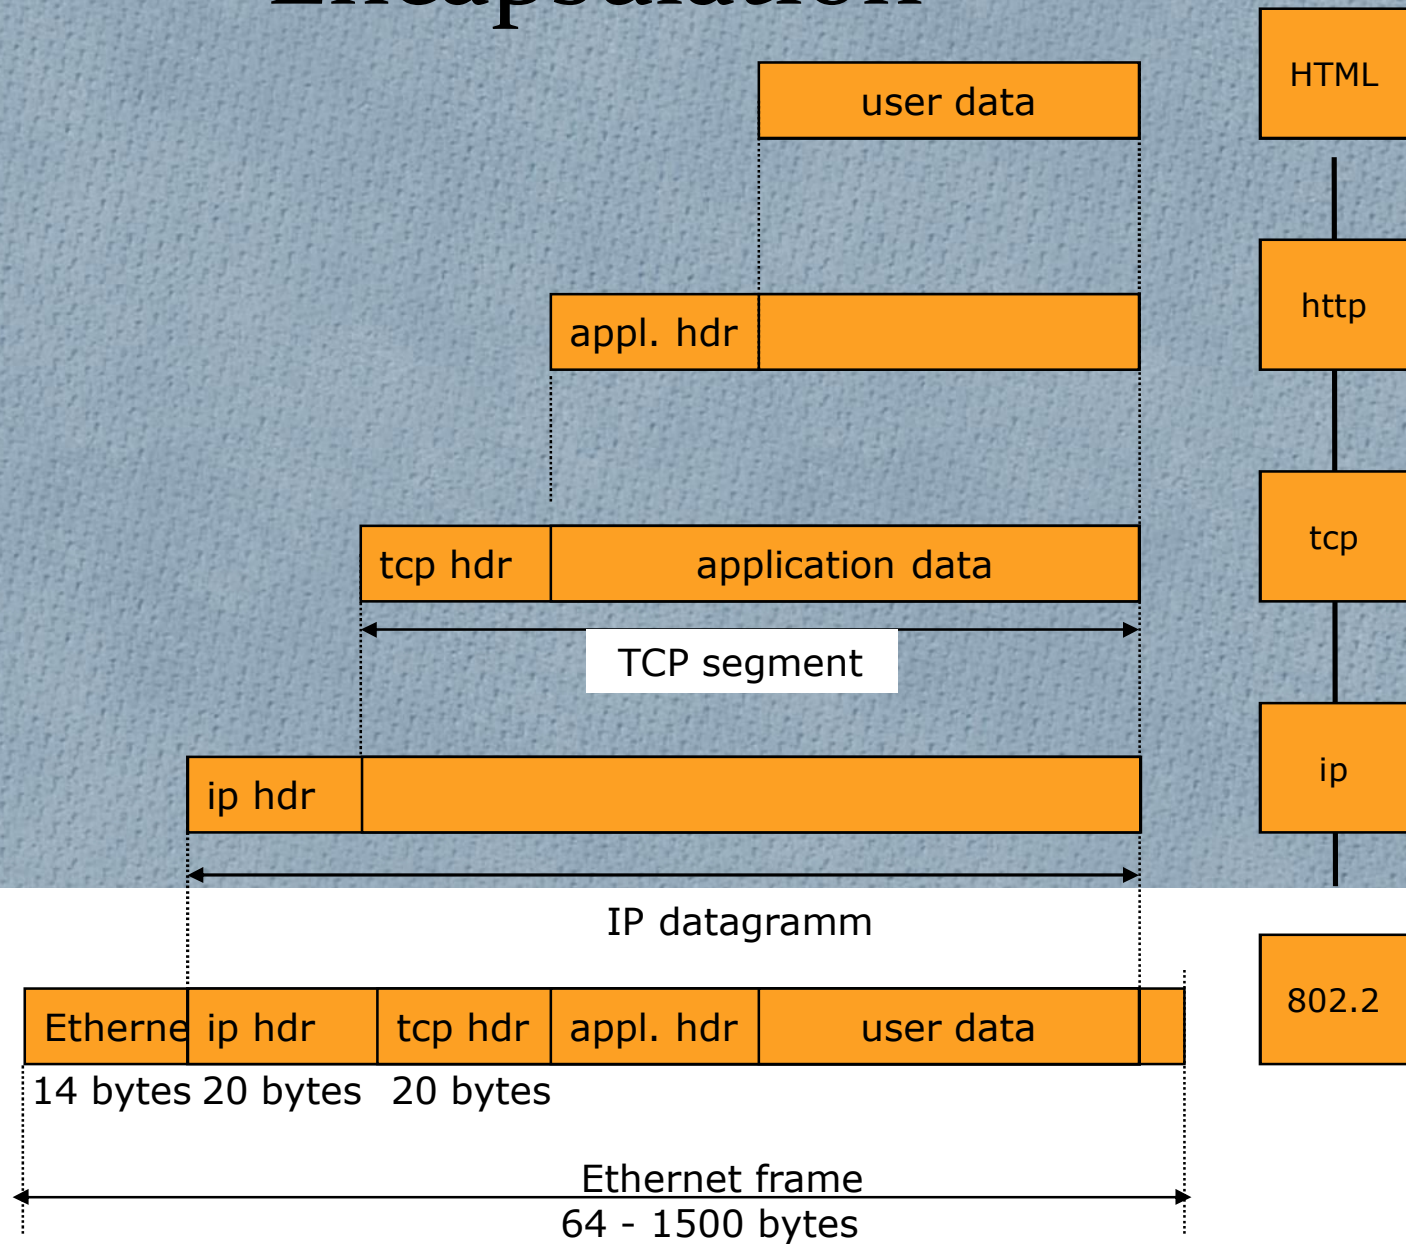 Encapsulation
user data
HTML
appl. hdr
http
tcp hdr application data
tcp
TCP segment
ip hdr
ip
IP datagramm
Etherne ip hdr tcp hdr appl. hdr user data
802.2
14 bytes 20 bytes 20 bytes
Ethernet frame
64 - 1500 bytes